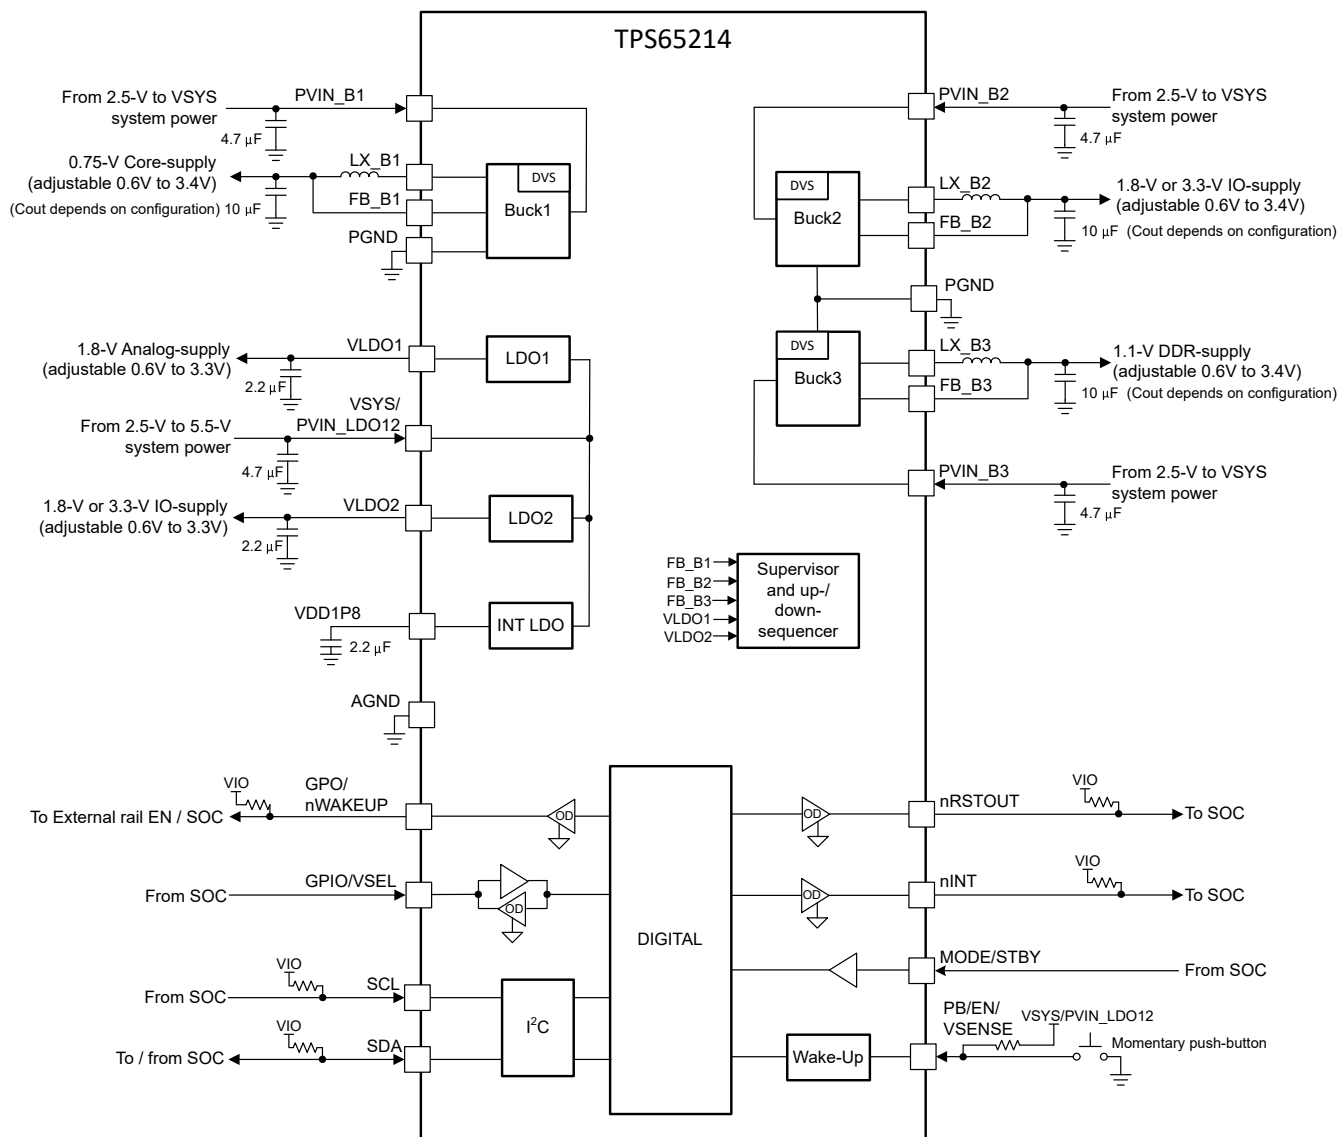 TPS65214
From 2.5-V to VSYS
system power
PVIN_B1
4.7 µF
0.75-V Core-supply
(adjustable 0.6V to 3.4V)
(Cout depends on configuration) 10 µF
LX_B1
FB_B1
PGND
DVS
Buck1
PVIN_B2
From 2.5-V to VSYS
system power
4.7 µF
DVS
Buck2
LX_B2
FB_B2
1.8-V or 3.3-V IO-supply
(adjustable 0.6V to 3.4V)
10 µF (Cout depends on configuration)
PGND
DVS
Buck3
LX_B3
FB_B3
1.1-V DDR-supply
(adjustable 0.6V to 3.4V)
10 µF (Cout depends on configuration)
PVIN_B3
From 2.5-V to VSYS
system power
4.7 µF
1.8-V Analog-supply
(adjustable 0.6V to 3.3V)
VLDO1
2.2 µF
LDO1
From 2.5-V to 5.5-V
system power
VSYS/
PVIN_LDO12
4.7 µF
1.8-V or 3.3-V IO-supply
(adjustable 0.6V to 3.3V)
VLDO2
2.2 µF
LDO2
VDD1P8
2.2 µF
INT LDO
FB_B1
FB_B2
FB_B3
VLDO1
VLDO2
Supervisor
and up-/
down-
sequencer
AGND
To External rail EN / SOC
VIO
GPO/
nWAKEUP
OD
From SOC
GPIO/VSEL
OD
From SOC
VIO
SCL
To / from SOC
VIO
SDA
I²C
DIGITAL
OD
nRSTOUT
VIO
To SOC
OD
nINT
VIO
To SOC
MODE/STBY
From SOC
Wake-Up
PB/EN/
VSENSE
VSYS/PVIN_LDO12
Momentary push-button